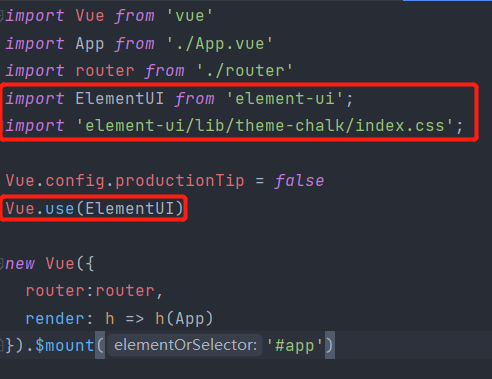 import Vue from 'vue'
import App from './App.vue'
import router from './router'
import ElementUI from 'element-ui';
import 'element-ui/lib/theme-chalk/index.css';
Vue.config.productionTip = false
Vue.use(ElementUI)
new Vue({
router:router,
render: h => h(App)
}).$mount( elementOrSelector: '#app')